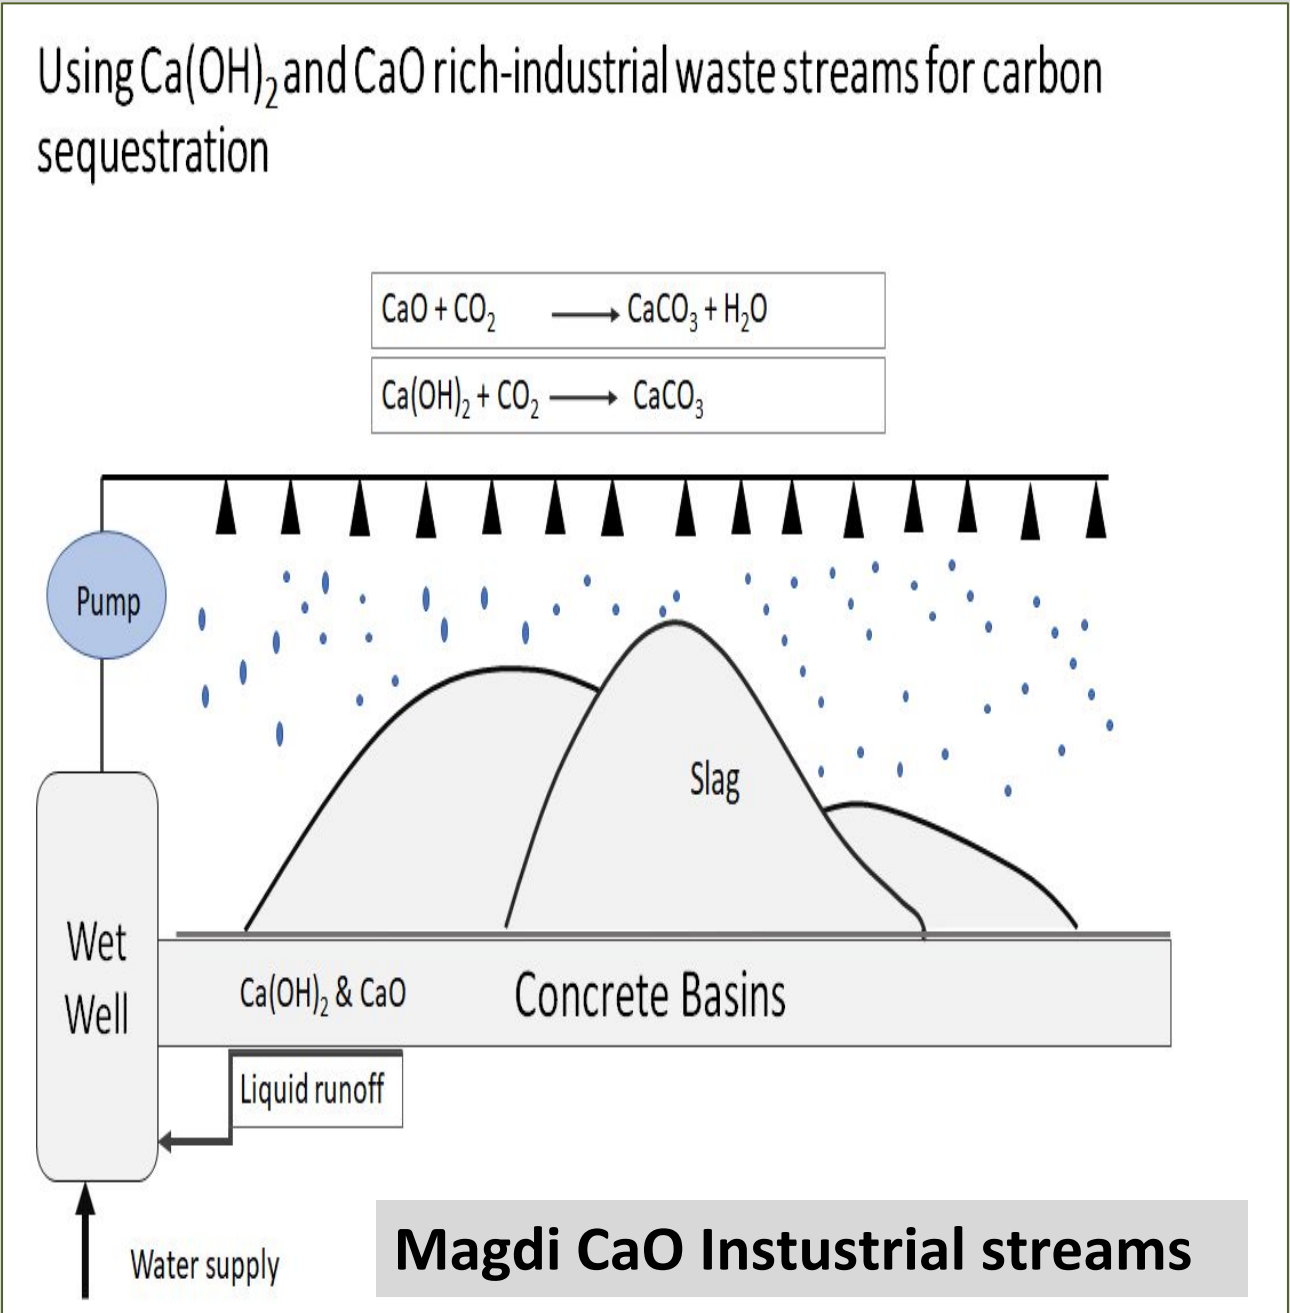 Using Ca(OH)₂ and CaO rich-industrial waste streams for carbon
sequestration
CaO + CO₂ ⟶ CaCO₃ + H₂O
Ca(OH)₂ + CO₂ ⟶ CaCO₃
Pump
Slag
Wet
Well
Ca(OH)₂ & CaO
Concrete Basins
Liquid runoff
Water supply
Magdi CaO Instustrial streams